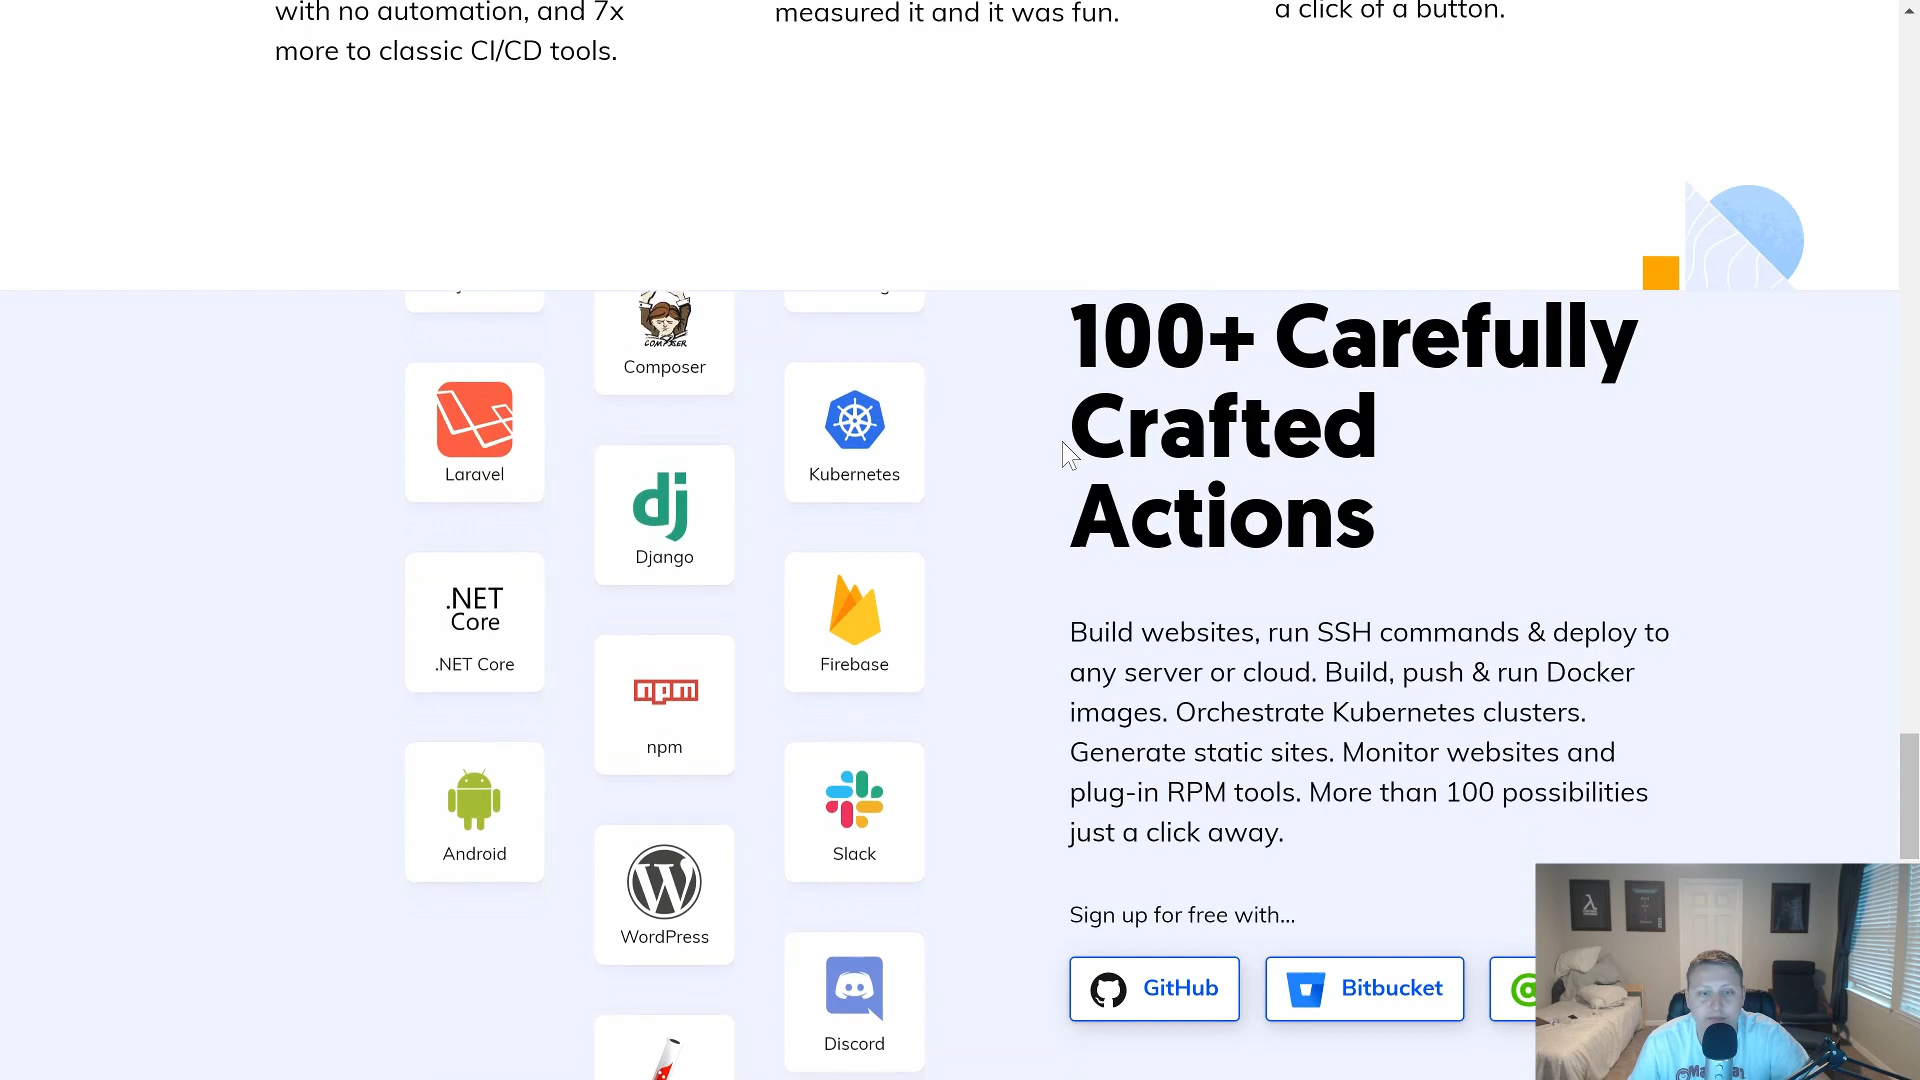 with no automation, and 7x
more to classic CI/CD tools.
measured it and it was fun.
a click of a button.
COMPOSER
Composer
Laravel
Kubernetes
dj
Django
.NET
Core
.NET Core
Firebase
npm
npm
Android
Slack
WordPress
Discord
100+ Carefully
Crafted
Actions
Build websites, run SSH commands & deploy to
any server or cloud. Build, push & run Docker
images. Orchestrate Kubernetes clusters.
Generate static sites. Monitor websites and
plug-in RPM tools. More than 100 possibilities
just a click away.
Sign up for free with...
GitHub
Bitbucket
@